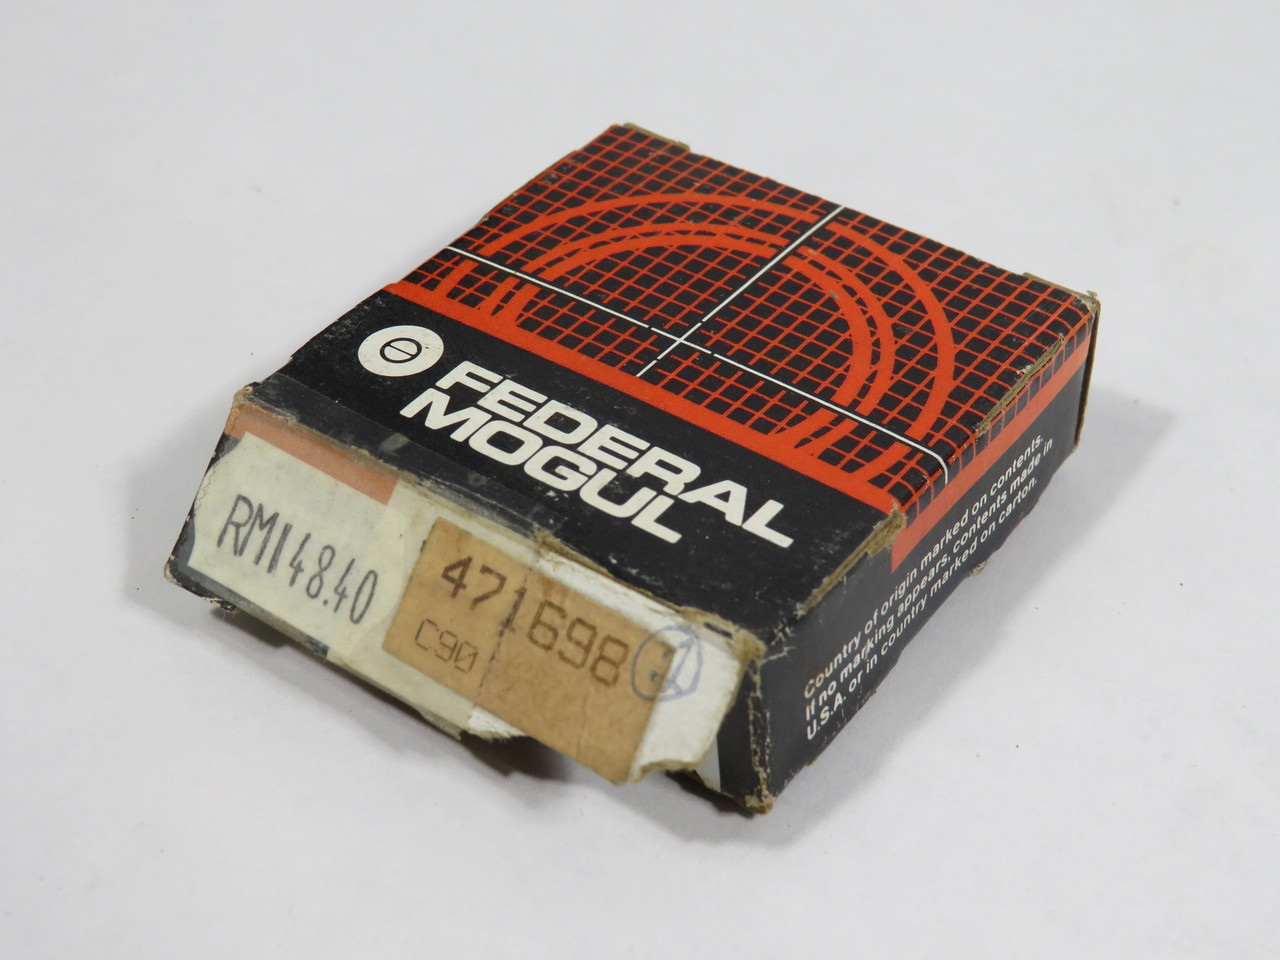 FEDERAL
MOGUL
RM148.40
471698
C90
Country of origin marked on contents.
If no marking appears, contents made in
U.S.A. or in country marked on carton.